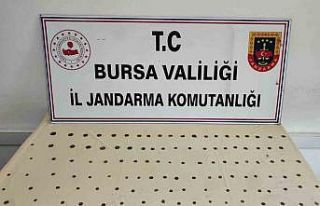 T.C
BURSA VALİLİĞİ
İL JANDARMA KOMUTANLIĞI